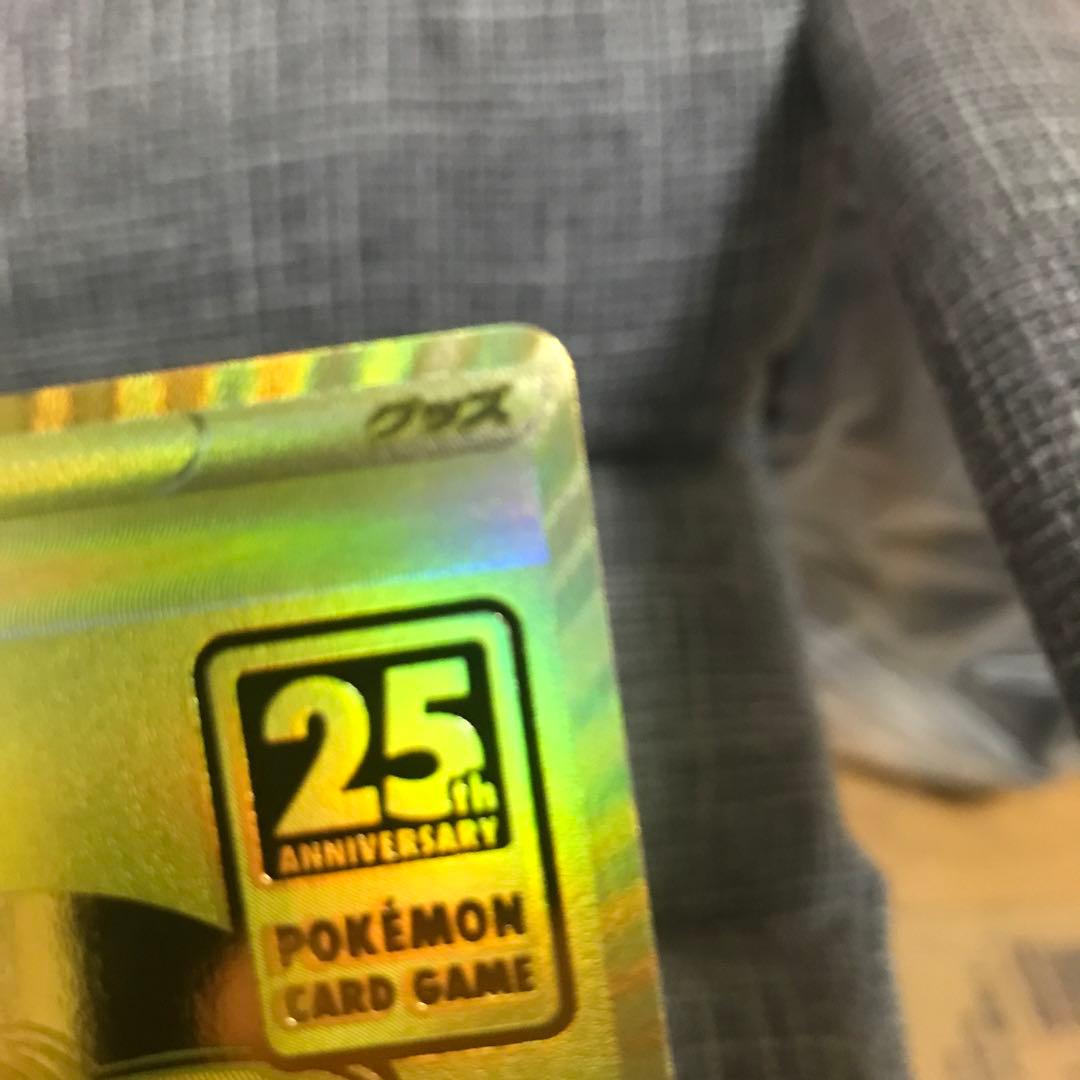 グッズ
25th
ANNIVERSARY
POKÉMON
CARD GAME